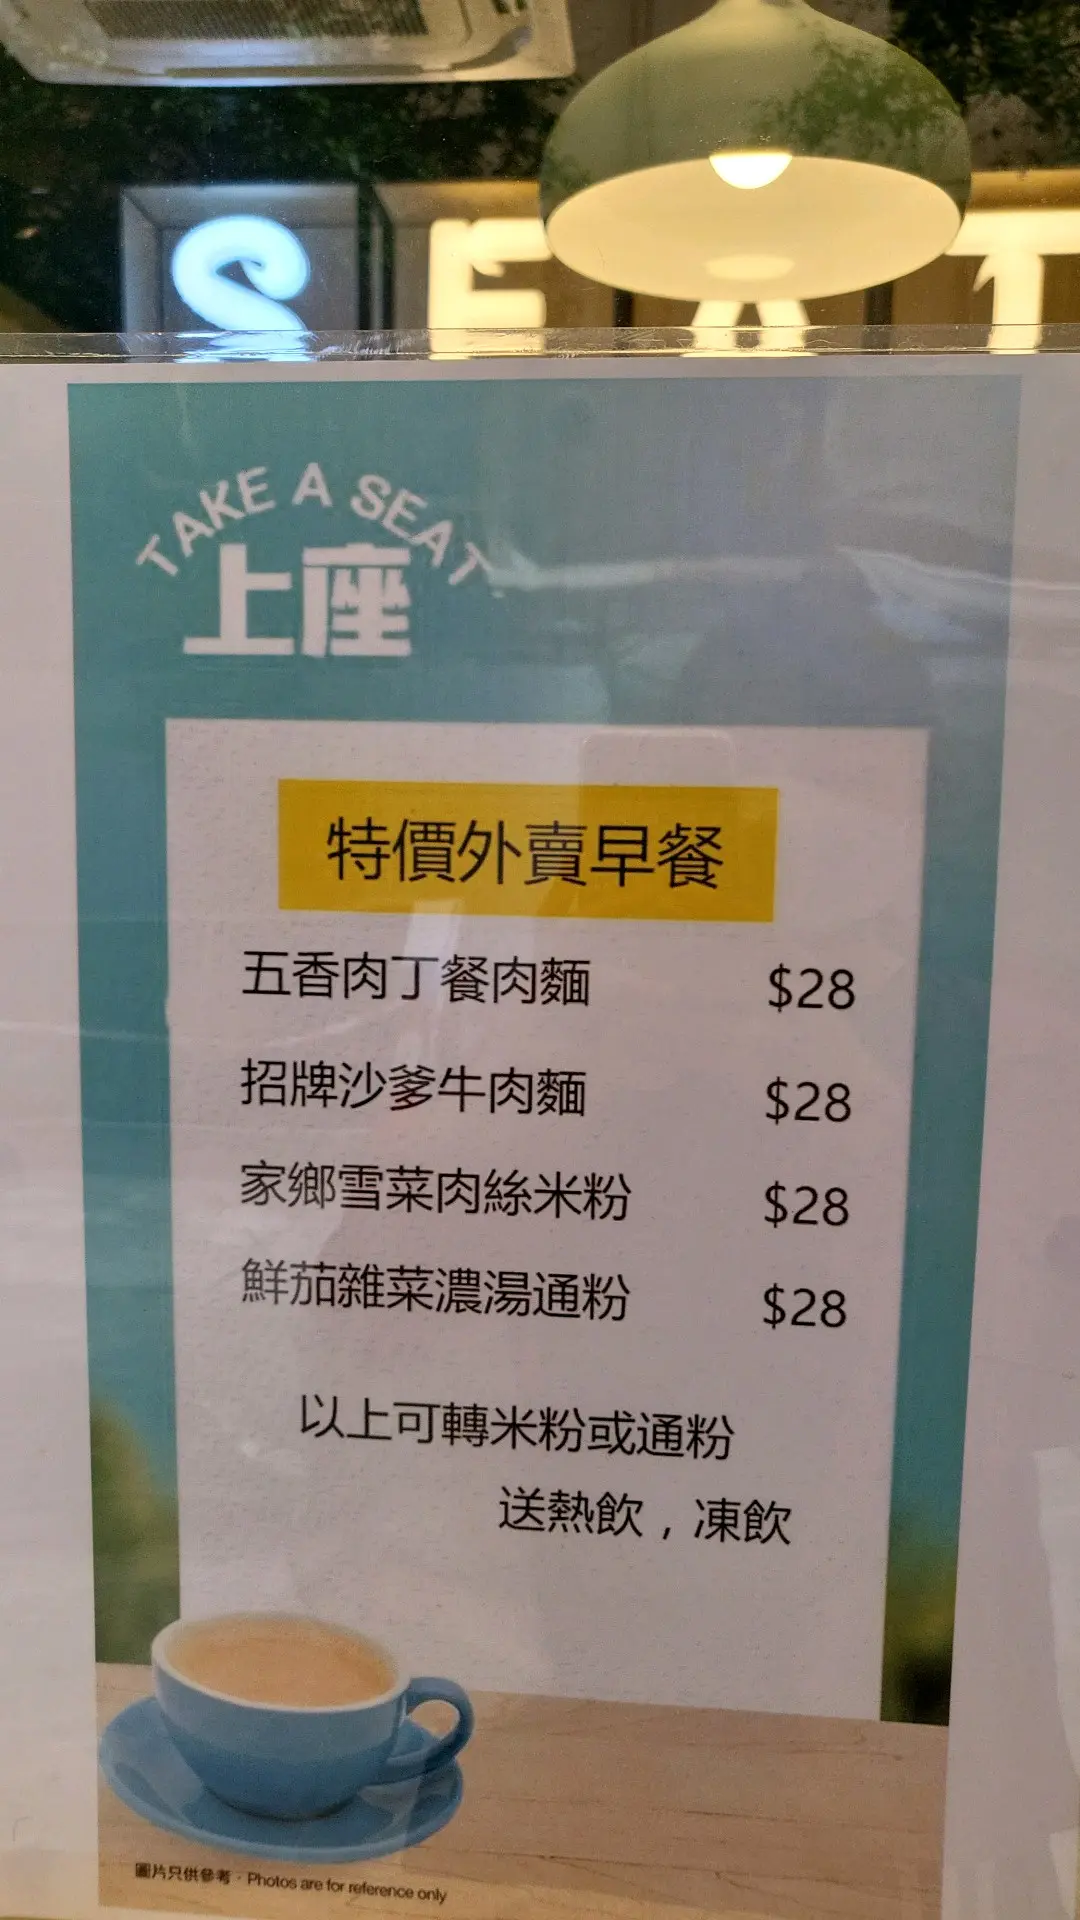 SEAT
TAKE A SEAT
上座
特價外賣早餐
五香肉丁餐肉麵 $28
招牌沙爹牛肉麵 $28
家鄉雪菜肉絲米粉 $28
鮮茄雜菜濃湯通粉 $28
以上可轉米粉或通粉
送熱飲，凍飲
圖片只供參考 · Photos are for reference only